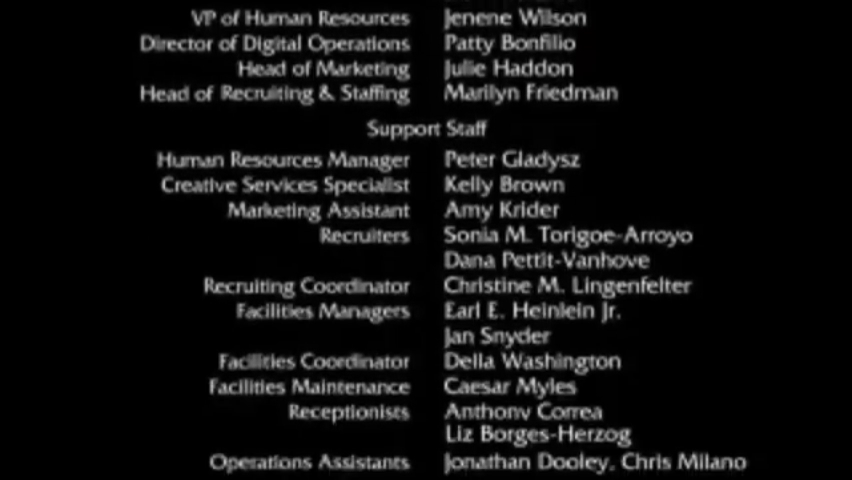 VP of Human Resources Jenene Wilson
Director of Digital Operations Patty Bonfilio
Head of Marketing Julie Haddon
Head of Recruiting & Staffing Marilyn Friedman
Support Staff
Human Resources Manager Peter Gladysz
Creative Services Specialist Kelly Brown
Marketing Assistant Amy Krider
Recruiters Sonia M. Torigoe-Arroyo
Dana Pettit-Vanhove
Recruiting Coordinator Christine M. Lingenfelter
Facilities Managers Earl E. Heinlein Jr.
Jan Snyder
Facilities Coordinator Della Washington
Facilities Maintenance Caesar Myles
Receptionists Anthony Correa
Liz Borges-Herzog
Operations Assistants Jonathan Dooley, Chris Milano